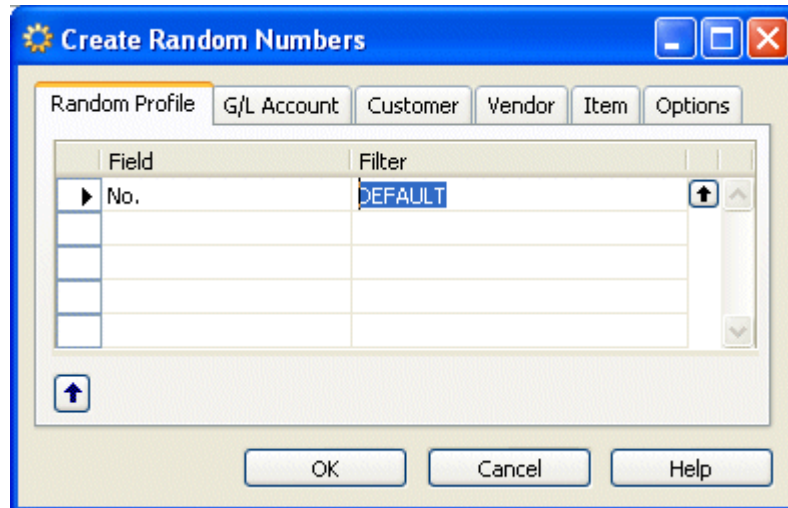 Create Random Numbers
Random Profile G/L Account Customer Vendor Item Options
Field Filter
No. DEFAULT
OK Cancel Help